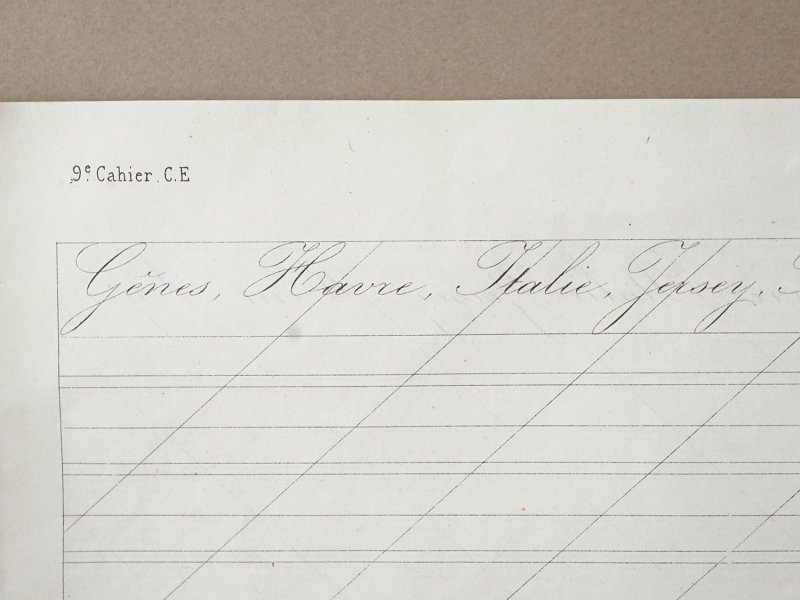 9e. Cahier. C.E
Gênes, Havre, Italie, Jersey,